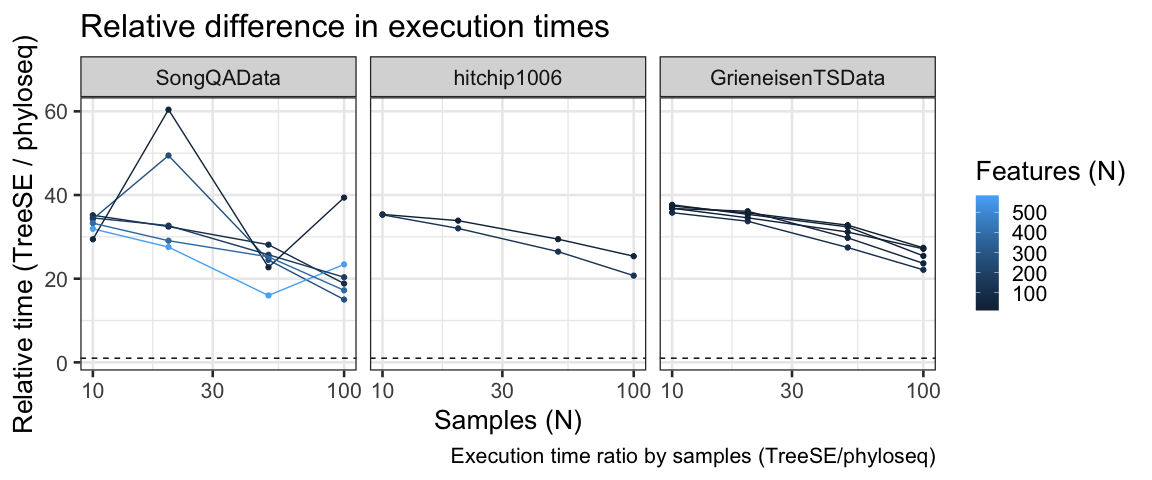 Relative difference in execution times
SongQAData
hitchip1006
GrieneisenTSData
Relative time (TreeSE / phyloseq)
60
40
20
0
10
30
100
10
30
100
10
30
100
Samples (N)
Execution time ratio by samples (TreeSE/phyloseq)
Features (N)
500
400
300
200
100